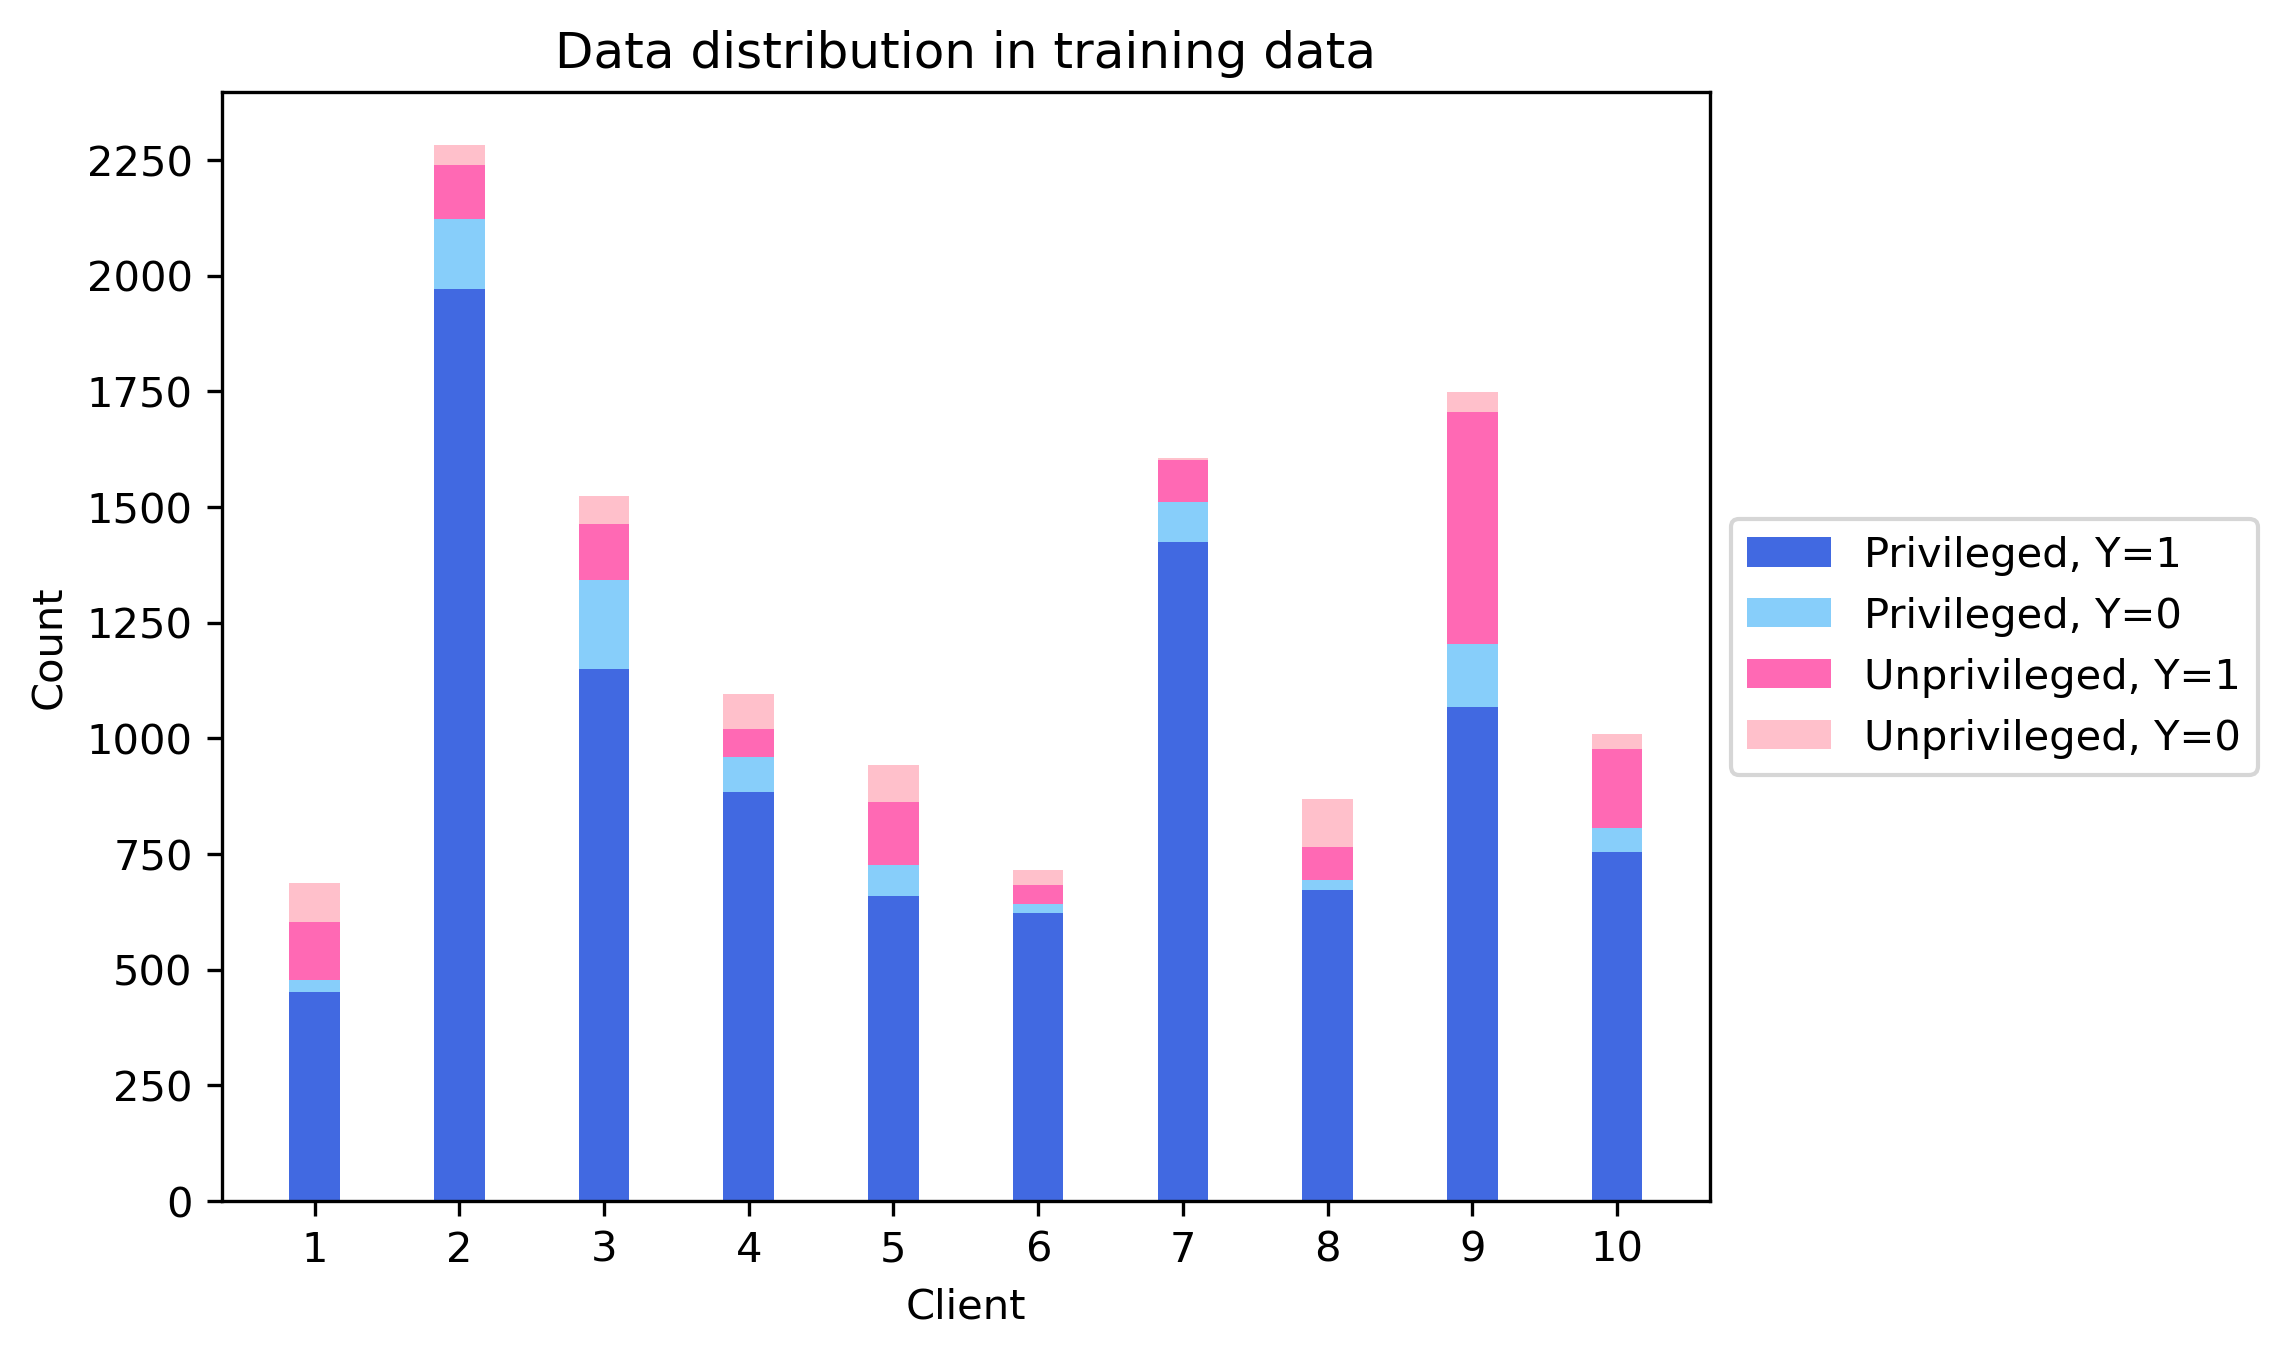 Data distribution in training data
2250
2000
1750
1500
1250
1000
750
500
250
0
Count
1 2 3 4 5 6 7 8 9 10
Client
Privileged, Y=1
Privileged, Y=0
Unprivileged, Y=1
Unprivileged, Y=0